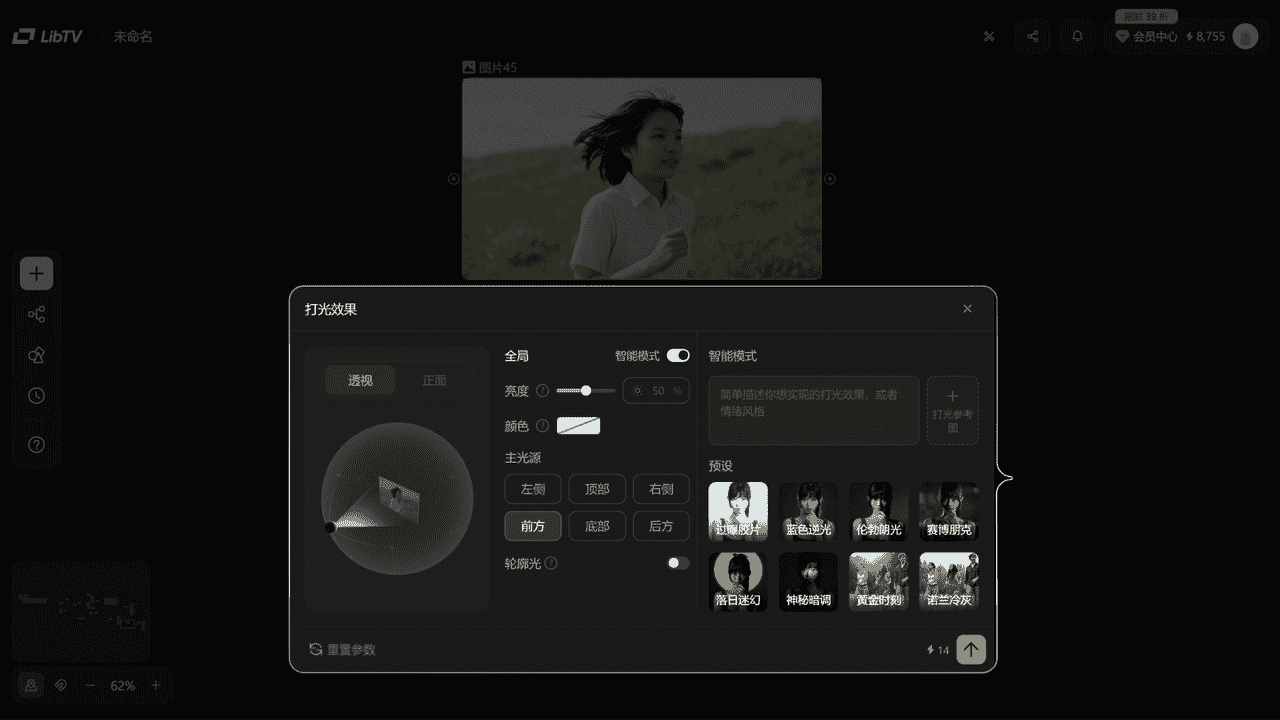 LibTV
未命名
限时 39 折
会员中心
8,755
图片45
打光效果
透视
正面
全局
智能模式
亮度
50 %
颜色
主光源
左侧
顶部
右侧
前方
底部
后方
轮廓光
智能模式
简单描述你想实现的打光效果，或者
情绪风格
打光参考
图
预设
过曝胶片
蓝色逆光
伦勃朗光
赛博朋克
落日迷幻
神秘暗调
黄金时刻
诺兰冷灰
重置参数
14
62%